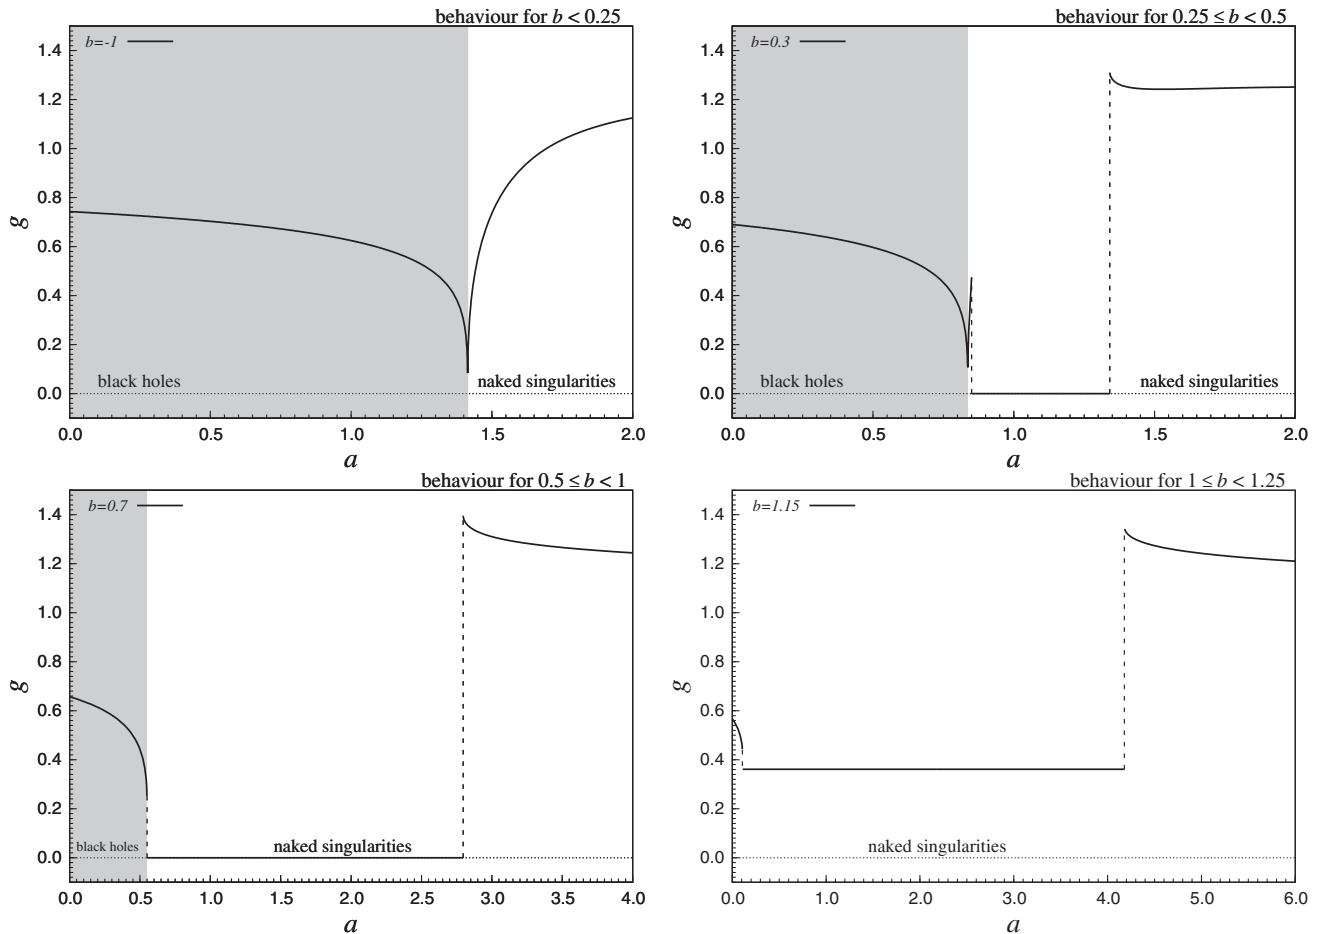 behaviour for b < 0.25
b=-1
1.4
1.2
1.0
0.8
0.6
0.4
0.2
0.0
g
black holes
naked singularities
0.0 0.5 1.0 1.5 2.0
a
behaviour for 0.25 ≤ b < 0.5
b=0.3
1.4
1.2
1.0
0.8
0.6
0.4
0.2
0.0
g
black holes
naked singularities
0.0 0.5 1.0 1.5 2.0
a
behaviour for 0.5 ≤ b < 1
b=0.7
1.4
1.2
1.0
0.8
0.6
0.4
0.2
0.0
g
black holes
naked singularities
0.0 0.5 1.0 1.5 2.0 2.5 3.0 3.5 4.0
a
behaviour for 1 ≤ b < 1.25
b=1.15
1.4
1.2
1.0
0.8
0.6
0.4
0.2
0.0
g
naked singularities
0.0 1.0 2.0 3.0 4.0 5.0 6.0
a